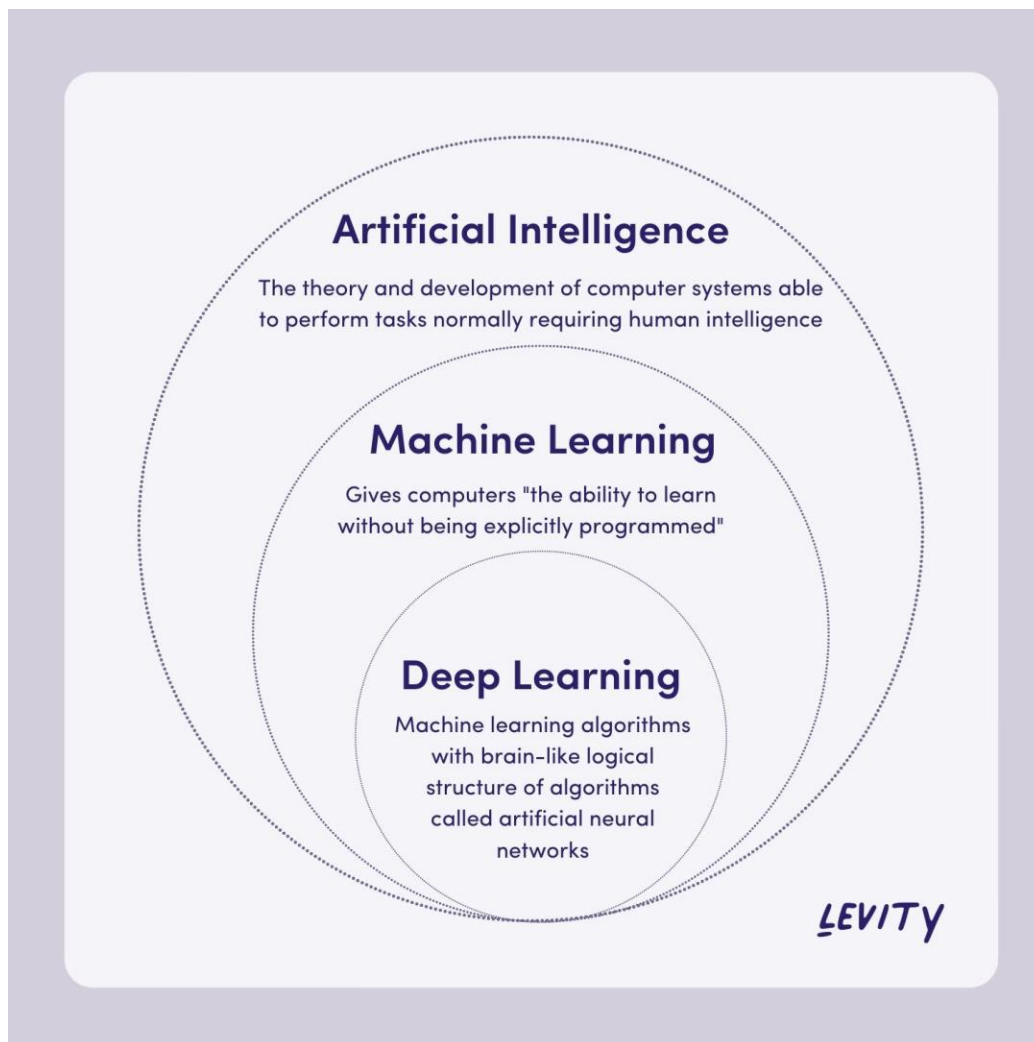 Artificial Intelligence
The theory and development of computer systems able
to perform tasks normally requiring human intelligence
Machine Learning
Gives computers "the ability to learn
without being explicitly programmed"
Deep Learning
Machine learning algorithms
with brain-like logical
structure of algorithms
called artificial neural
networks
LEVITY